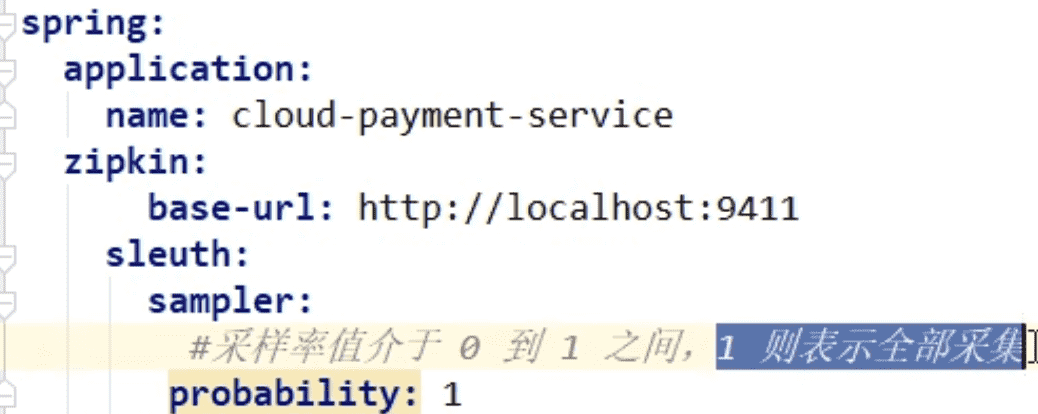 spring:
  application:
    name: cloud-payment-service
  zipkin:
      base-url: http://localhost:9411
    sleuth:
      sampler:
        #采样率值介于 0 到 1 之间，1 则表示全部采集
       probability: 1